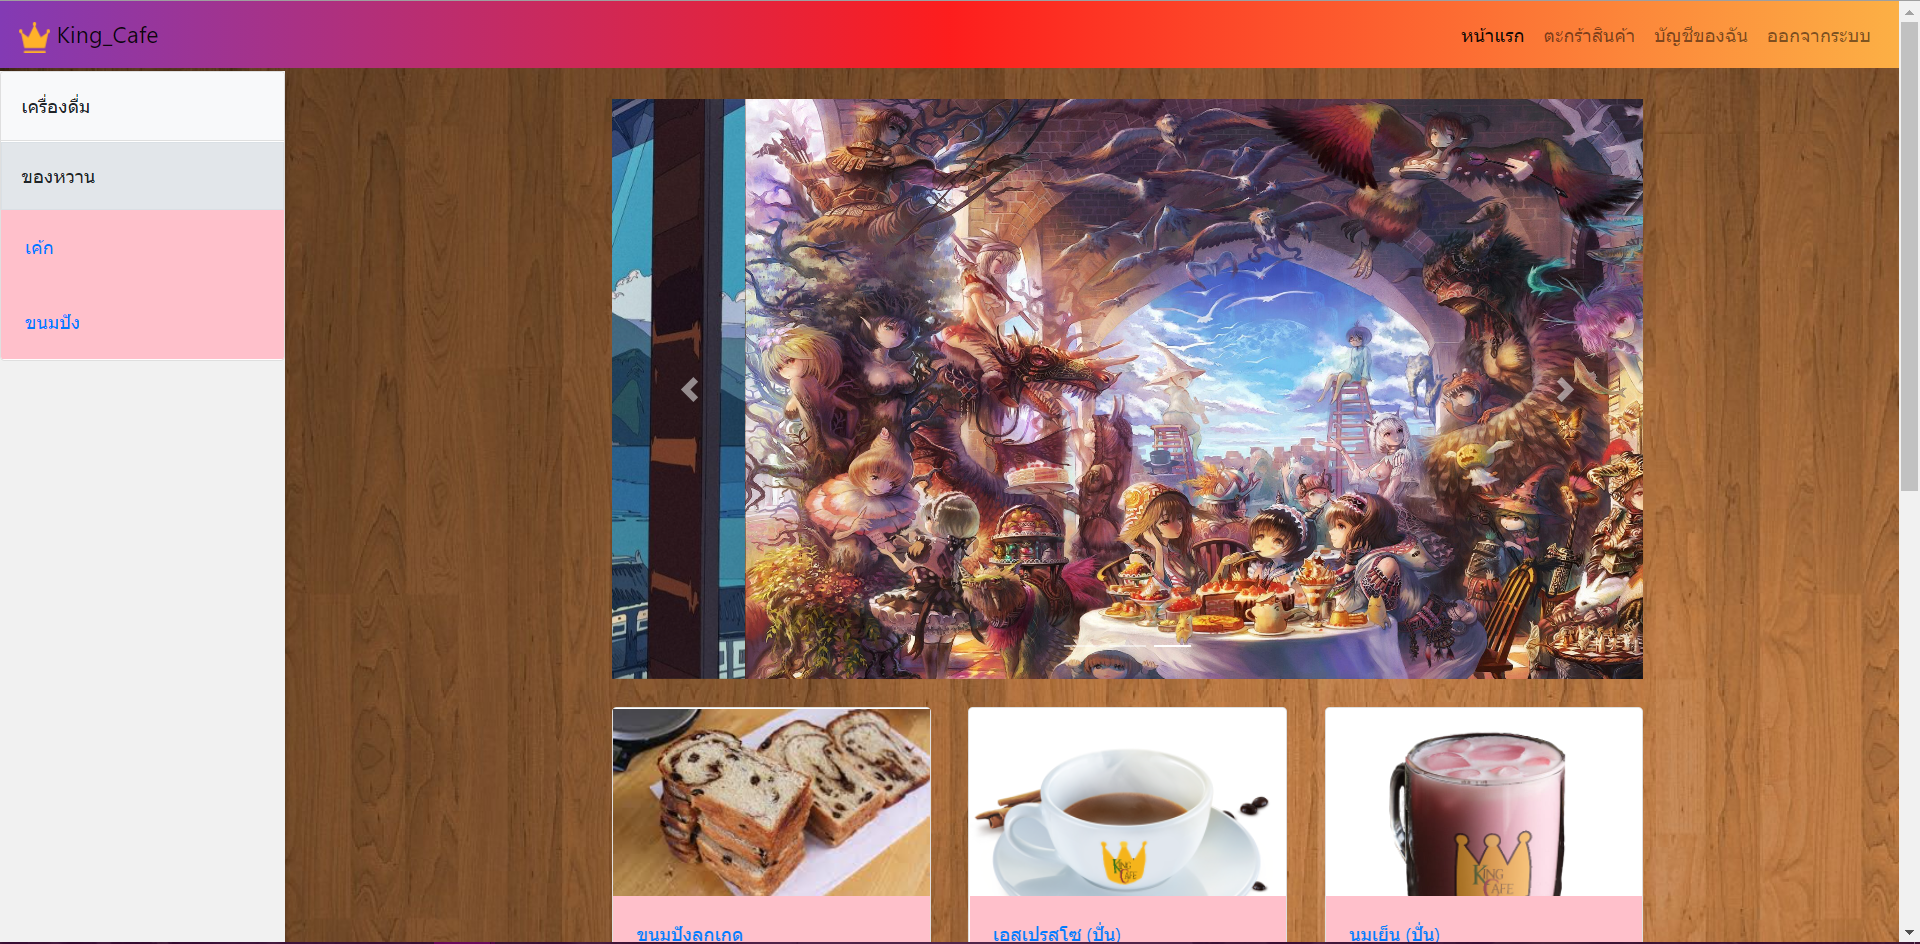 King_Cafe
หน้าแรก ตะกร้าสินค้า บัญชีของฉัน ออกจากระบบ
เครื่องดื่ม
ของหวาน
เค้ก
ขนมปัง
KING
CAFE
KING
CAFE
ขนมปังลูกเกด
เอสเปรสโซ่ (ปั่น)
นมเย็น (ปั่น)